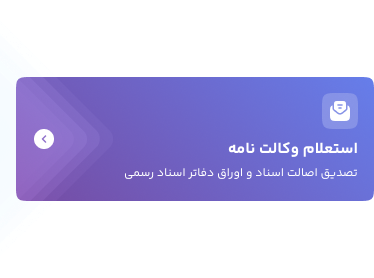 استعلام وکالت نامه
تصدیق اصالت اسناد و اوراق دفاتر اسناد رسمی